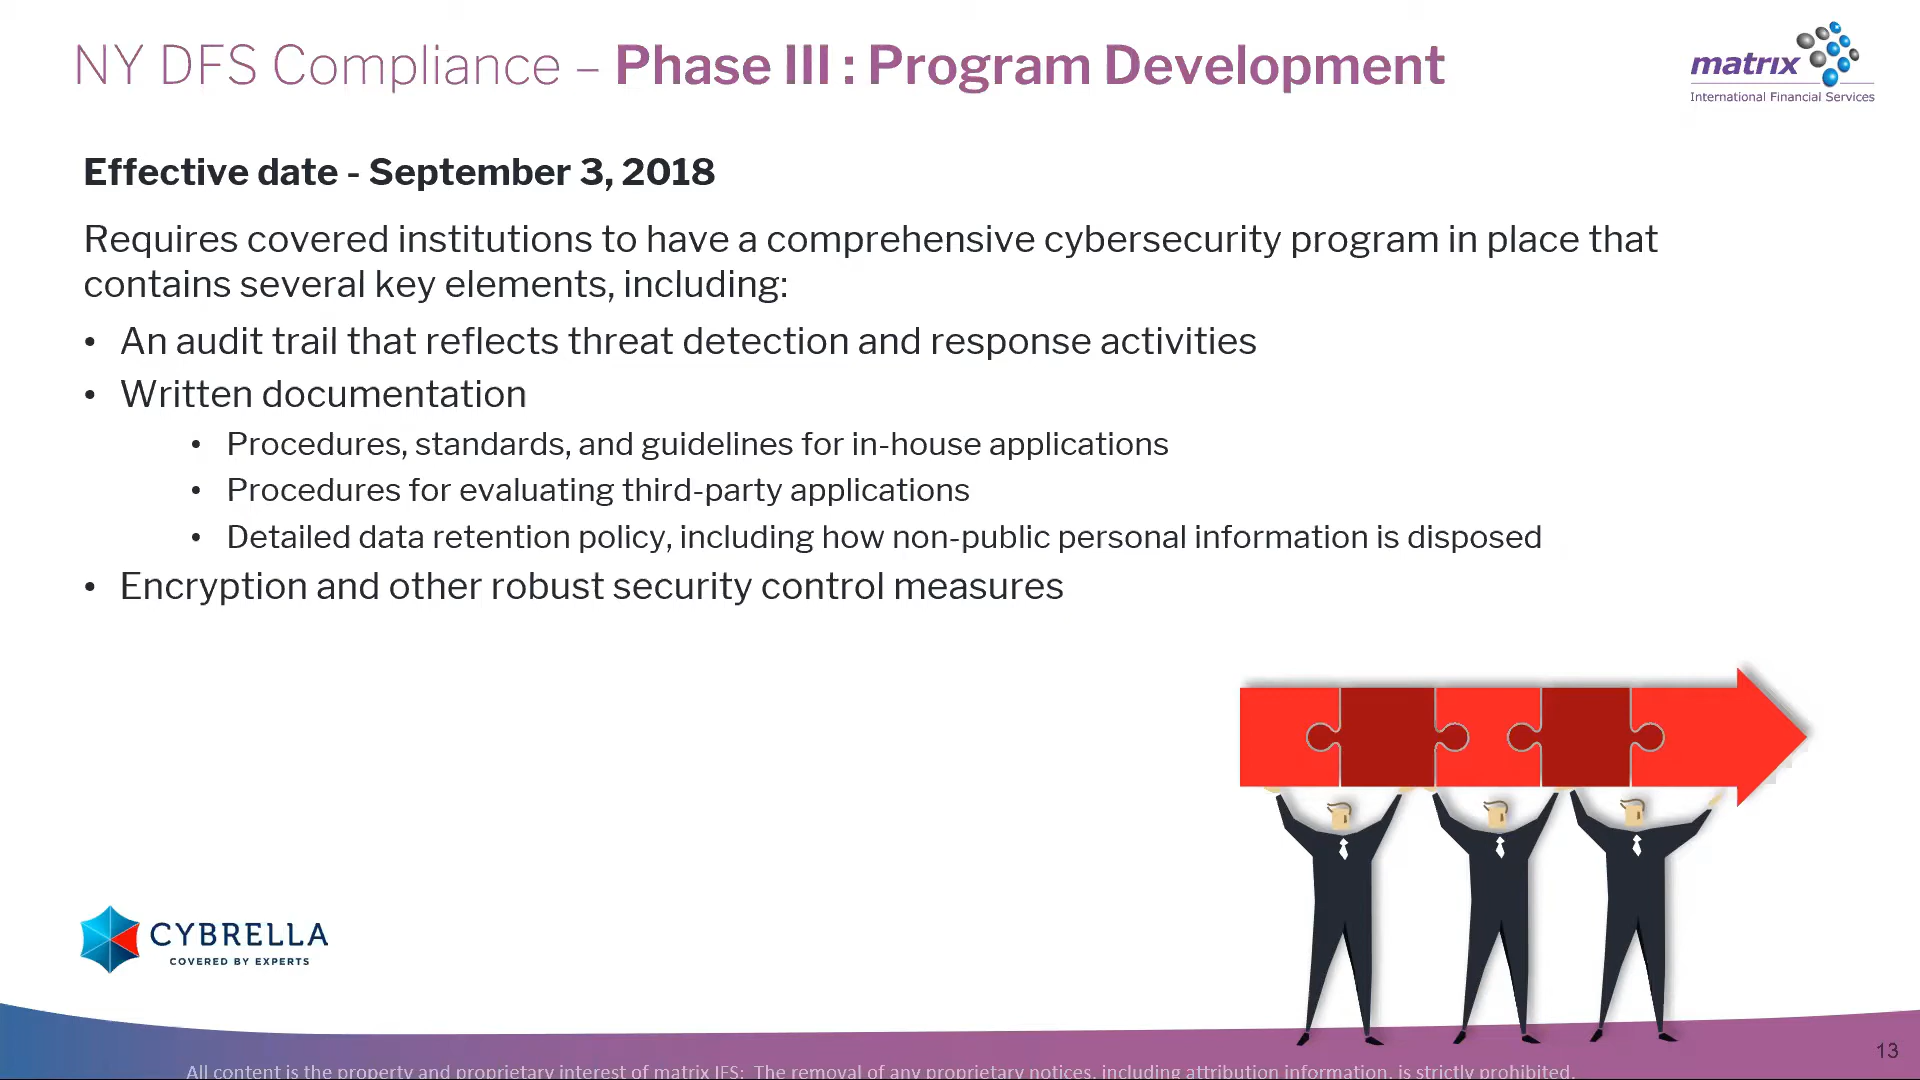 NY DFS Compliance – Phase III : Program Development
matrix
International Financial Services
Effective date - September 3, 2018
Requires covered institutions to have a comprehensive cybersecurity program in place that
contains several key elements, including:
• An audit trail that reflects threat detection and response activities
• Written documentation
• Procedures, standards, and guidelines for in-house applications
• Procedures for evaluating third-party applications
• Detailed data retention policy, including how non-public personal information is disposed
• Encryption and other robust security control measures
CYBRELLA
COVERED BY EXPERTS
13
All content is the property and proprietary interest of matrix IFS; The removal of any proprietary notices, including attribution information, is strictly prohibited.